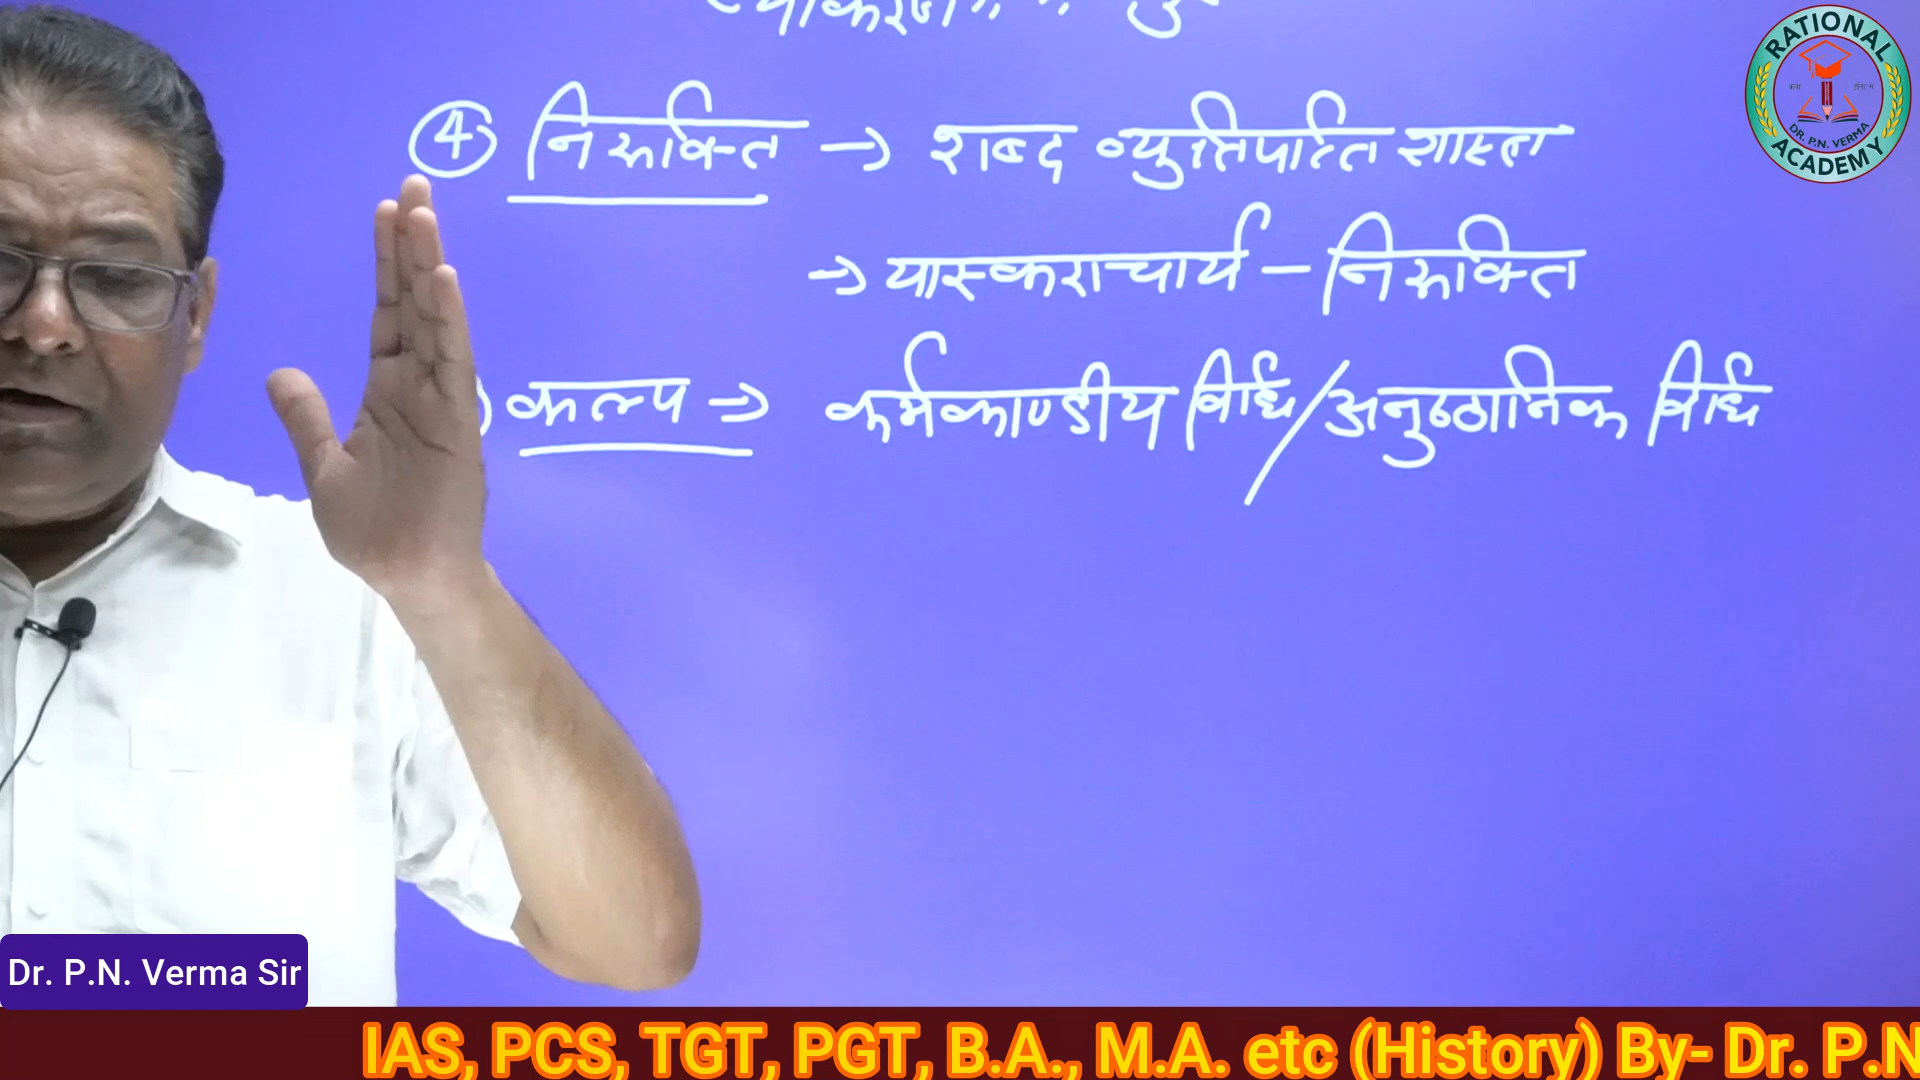 ④ निरुक्ति → शब्द व्युत्तिपत्ति शास्त्र
→ यास्कराचार्य – निरुक्ति
कल्प → कर्मकाण्डीय विधि/अनुष्ठानिक विधि
RATIONAL
DR. P.N. VERMA
ACADEMY
Dr. P.N. Verma Sir
IAS, PCS, TGT, PGT, B.A., M.A. etc (History) By- Dr. P.N